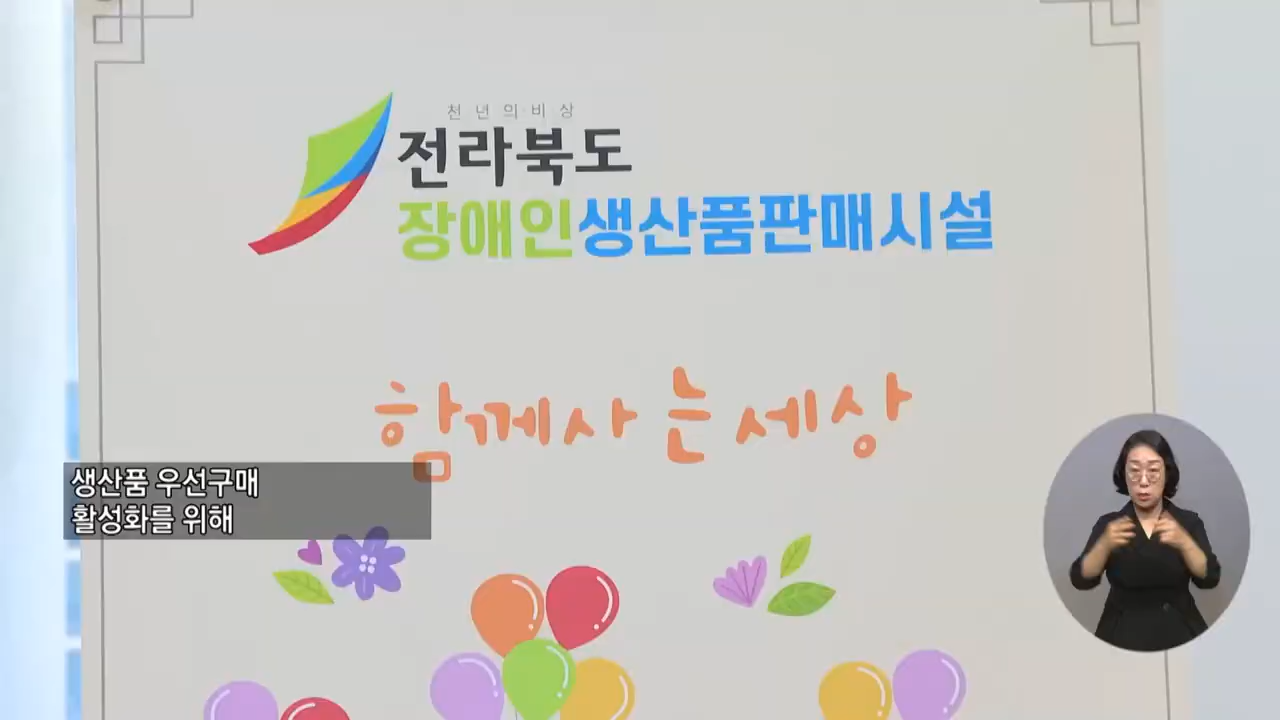 천년의비상
전라북도
장애인생산품판매시설
함께사는세상
생산품 우선구매
활성화를 위해